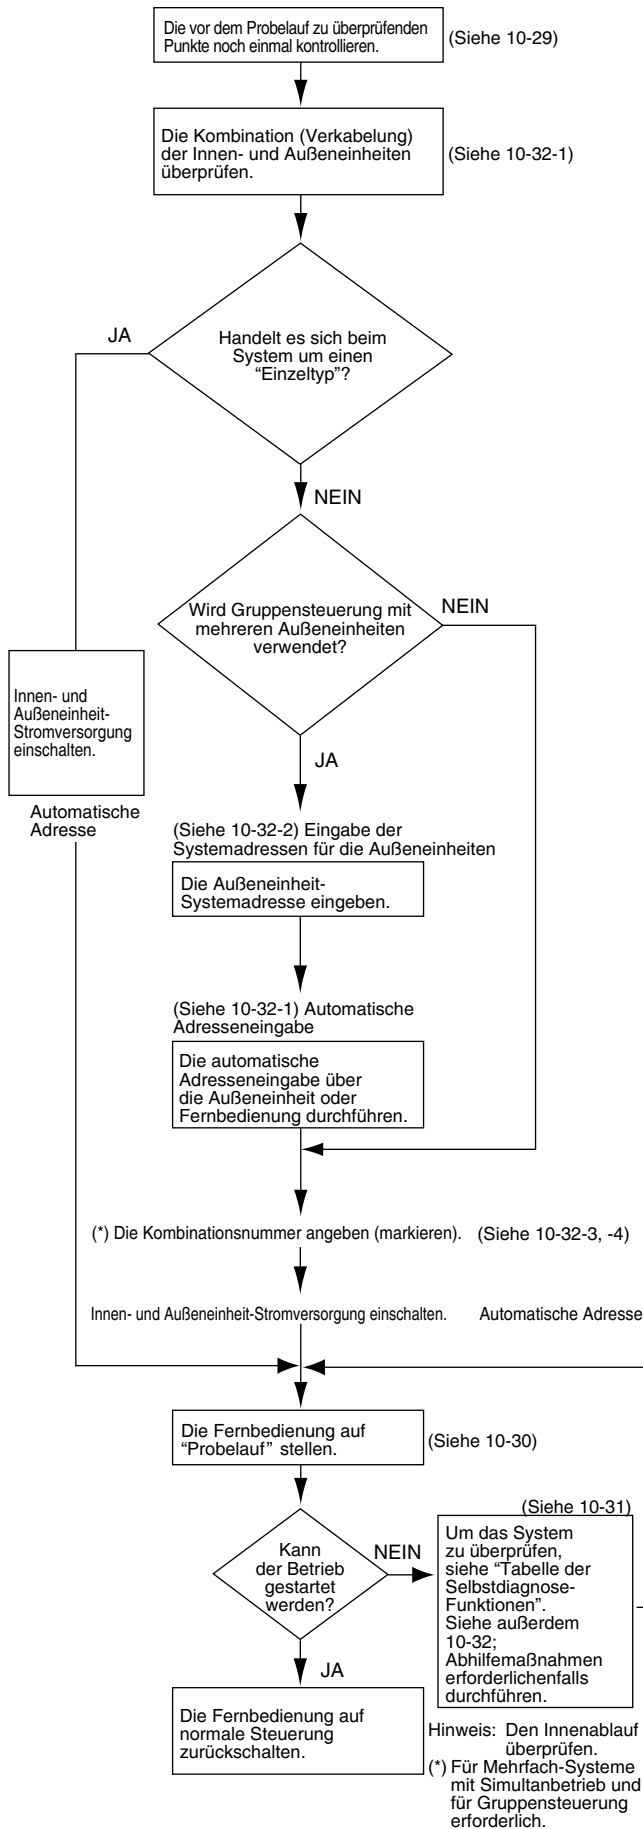 Die vor dem Probelauf zu überprüfenden
Punkte noch einmal kontrollieren.
(Siehe 10-29)
Die Kombination (Verkabelung)
der Innen- und Außeneinheiten
überprüfen.
(Siehe 10-32-1)
JA
Handelt es sich beim
System um einen
“Einzeltyp”?
NEIN
Wird Gruppensteuerung mit
mehreren Außeneinheiten
verwendet?
NEIN
Innen- und
Außeneinheit-
Stromversorgung
einschalten.
JA
Automatische
Adresse
(Siehe 10-32-2) Eingabe der
Systemadressen für die Außeneinheiten
Die Außeneinheit-
Systemadresse eingeben.
(Siehe 10-32-1) Automatische
Adresseneingabe
Die automatische
Adresseneingabe über
die Außeneinheit oder
Fernbedienung durchführen.
(*) Die Kombinationsnummer angeben (markieren). (Siehe 10-32-3, -4)
Innen- und Außeneinheit-Stromversorgung einschalten. Automatische Adresse
Die Fernbedienung auf
“Probelauf” stellen.
(Siehe 10-30)
Kann
der Betrieb
gestartet
werden?
NEIN
(Siehe 10-31)
Um das System
zu überprüfen,
siehe “Tabelle der
Selbstdiagnose-
Funktionen”.
Siehe außerdem
10-32;
Abhilfemaßnahmen
erforderlichenfalls
durchführen.
JA
Die Fernbedienung auf
normale Steuerung
zurückschalten.
Hinweis: Den Innenablauf
überprüfen.
(*) Für Mehrfach-Systeme
mit Simultanbetrieb und
für Gruppensteuerung
erforderlich.